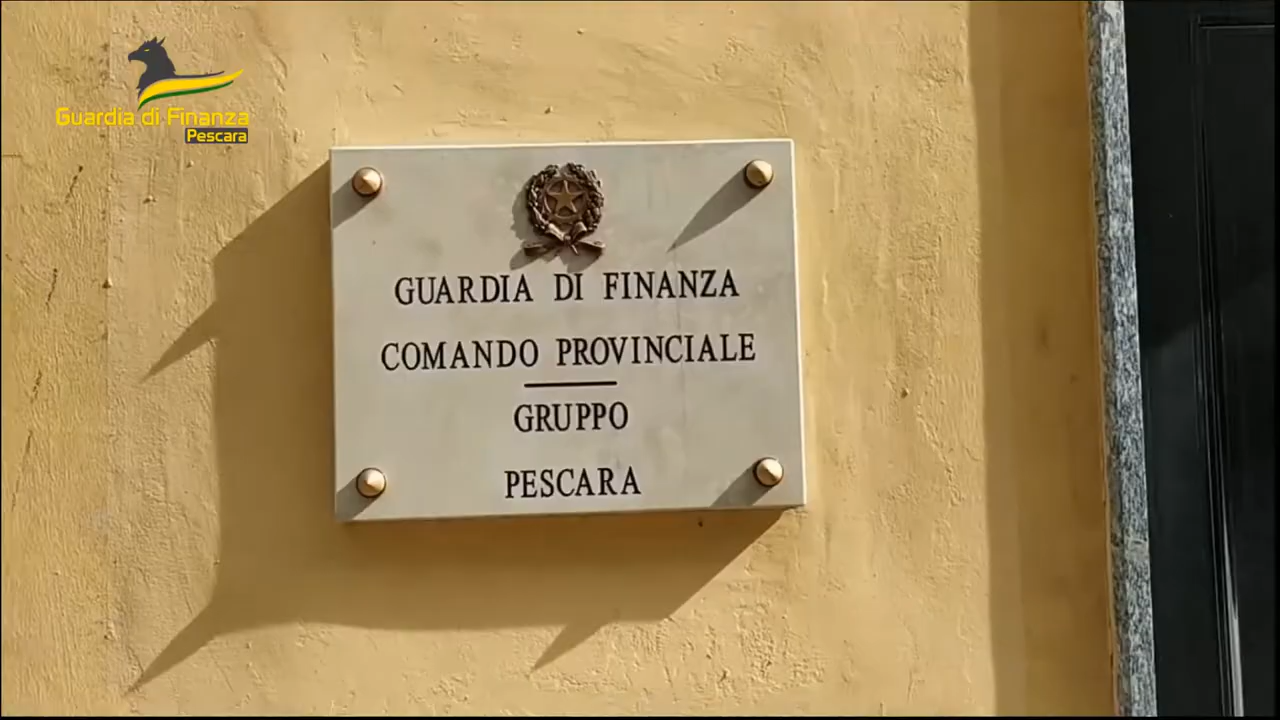 Guardia di Finanza
Pescara
GUARDIA DI FINANZA
COMANDO PROVINCIALE
GRUPPO
PESCARA